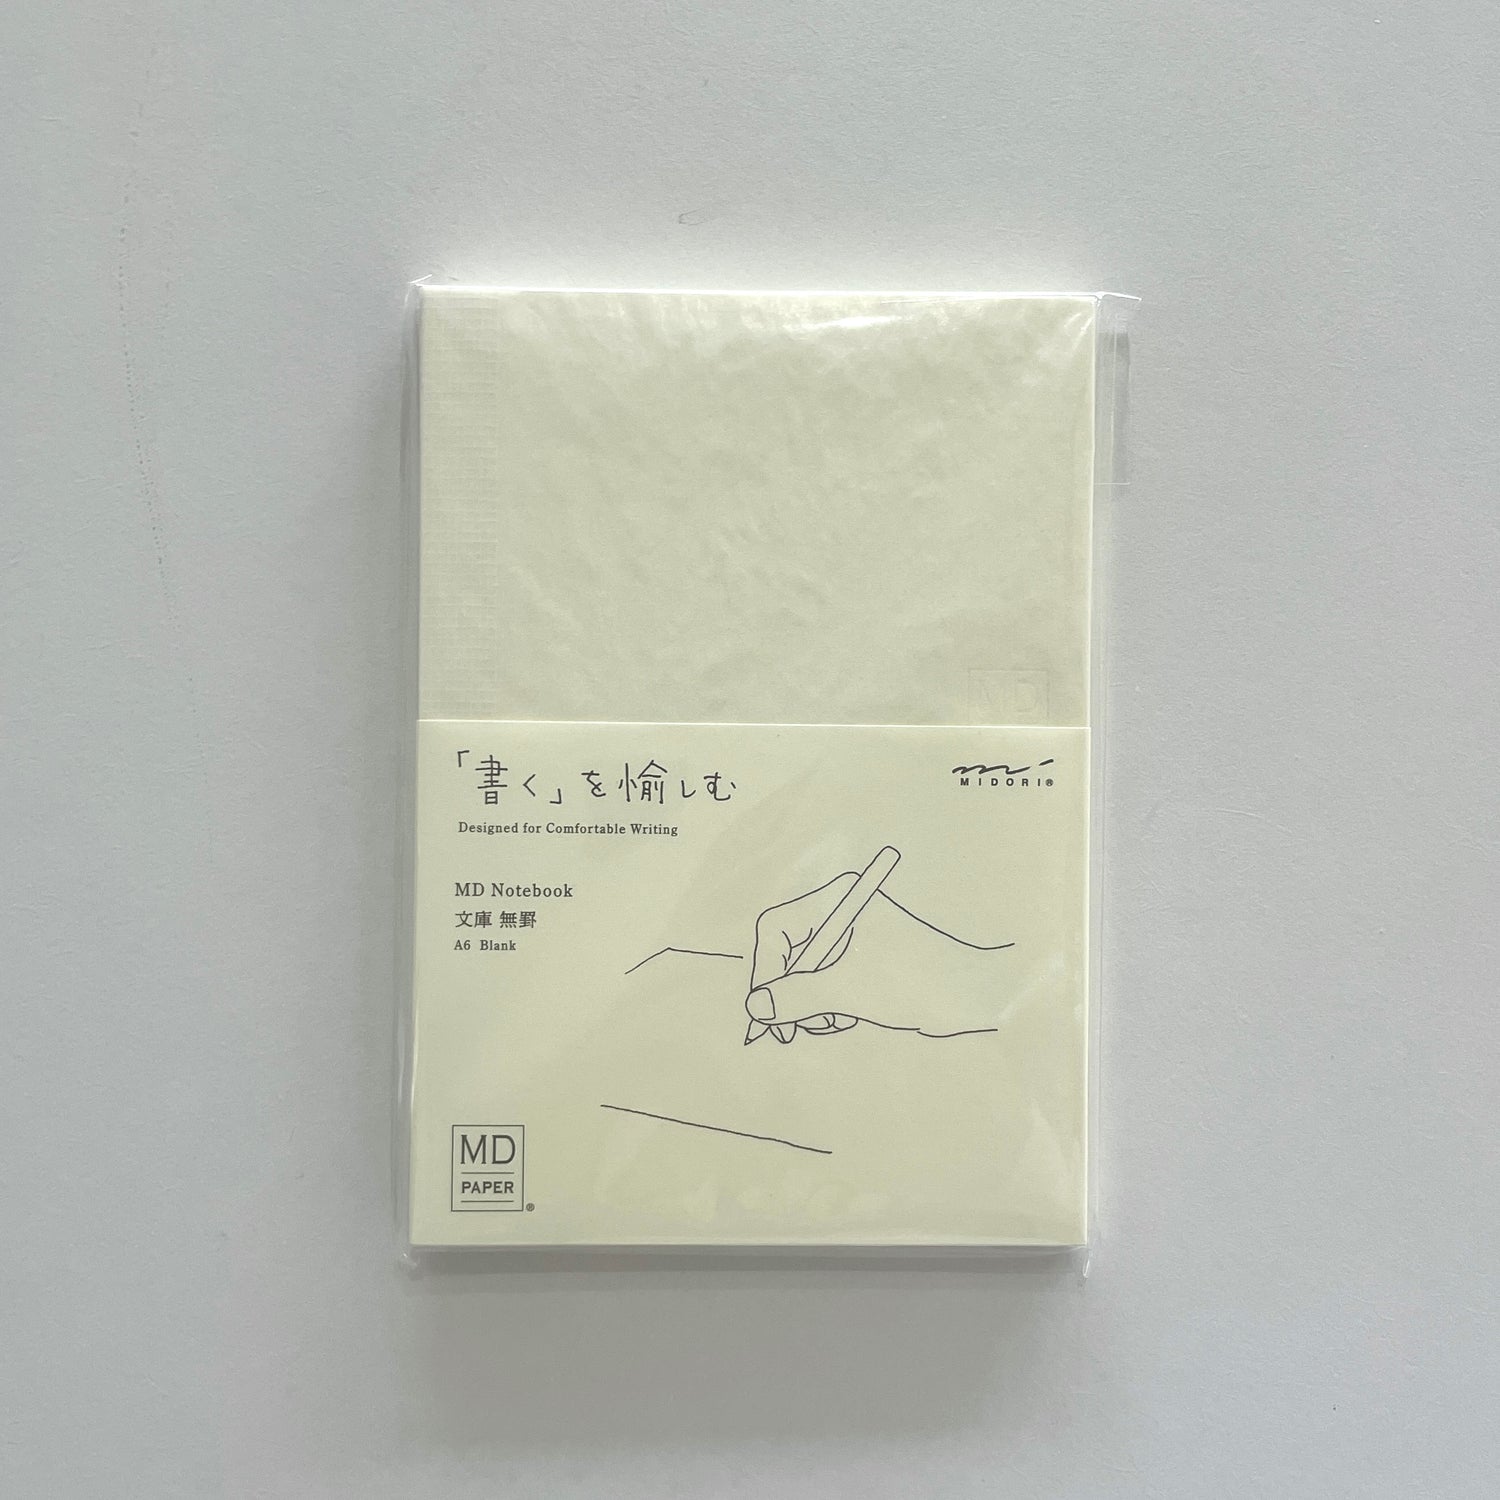 MD
「書く」を愉しむ
MIDORI®
Designed for Comfortable Writing
MD Notebook
文庫 無罫
A6 Blank
MD
PAPER
®